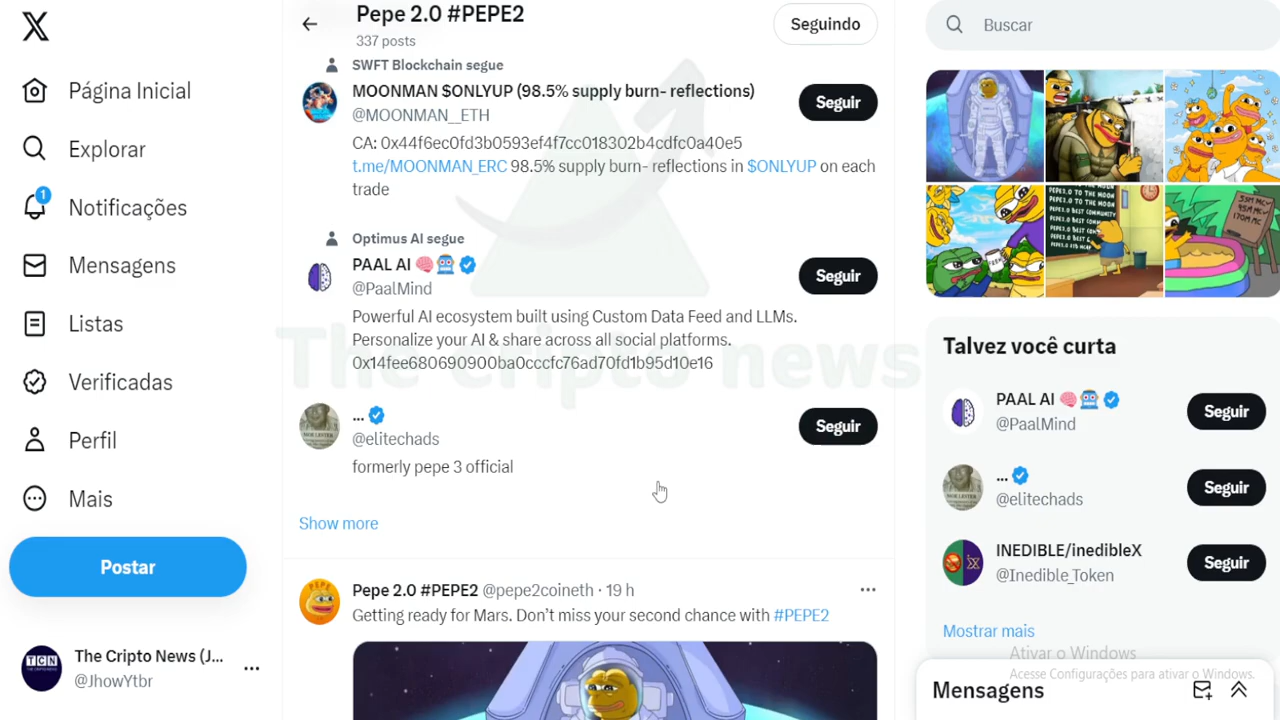 Pepe 2.0 #PEPE2
337 posts
Seguindo
Buscar
Página Inicial
Explorar
1
Notificações
Mensagens
Listas
Verificadas
Perfil
Mais
Postar
The Cripto News (J...
@JhowYtbr
TCN
SWFT Blockchain segue
MOONMAN $ONLYUP (98.5% supply burn- reflections)
@MOONMAN__ETH
Seguir
CA: 0x44f6ec0fd3b0593ef4f7cc018302b4cdfc0a40e5
t.me/MOONMAN_ERC 98.5% supply burn- reflections in $ONLYUP on each
trade
Optimus AI segue
PAAL AI
@PaalMind
Seguir
Powerful AI ecosystem built using Custom Data Feed and LLMs.
Personalize your AI & share across all social platforms.
0x14fee680690900ba0cccfc76ad70fd1b95d10e16
The cripto news
...
@elitechads
Seguir
formerly pepe 3 official
Show more
Pepe 2.0 #PEPE2 @pepe2coineth · 19 h
Getting ready for Mars. Don't miss your second chance with #PEPE2
Talvez você curta
PAAL AI
@PaalMind
Seguir
...
@elitechads
Seguir
INEDIBLE/inedibleX
@Inedible_Token
Seguir
Mostrar mais
Ativar o Windows
Acesse Configurações para ativar o Windows.
Mensagens